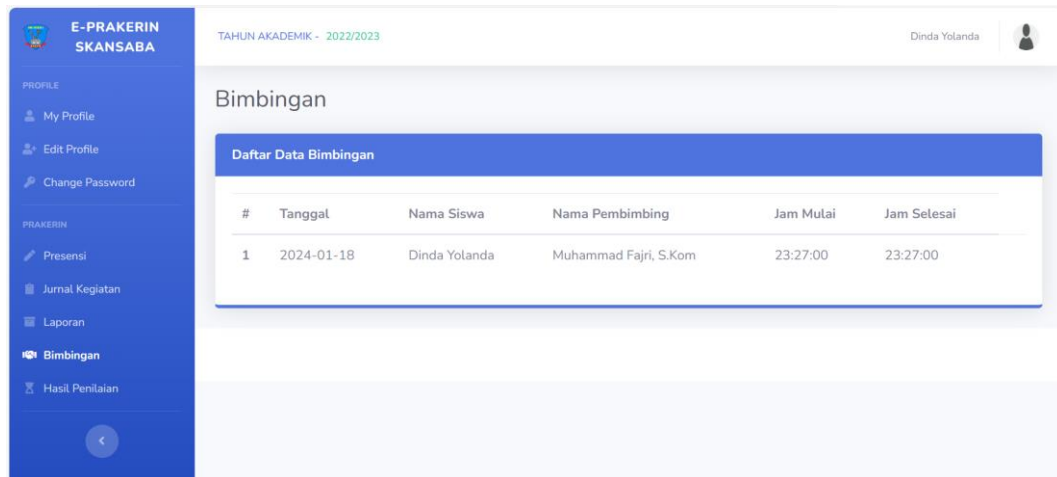 E-PRAKERIN
SKANSABA
TAHUN AKADEMIK - 2022/2023
Dinda Yolanda
PROFILE
My Profile
Edit Profile
Change Password
PRAKERIN
Presensi
Jurnal Kegiatan
Laporan
Bimbingan
Hasil Penilaian
Bimbingan
Daftar Data Bimbingan
# Tanggal Nama Siswa Nama Pembimbing Jam Mulai Jam Selesai
1 2024-01-18 Dinda Yolanda Muhammad Fajri, S.Kom 23:27:00 23:27:00